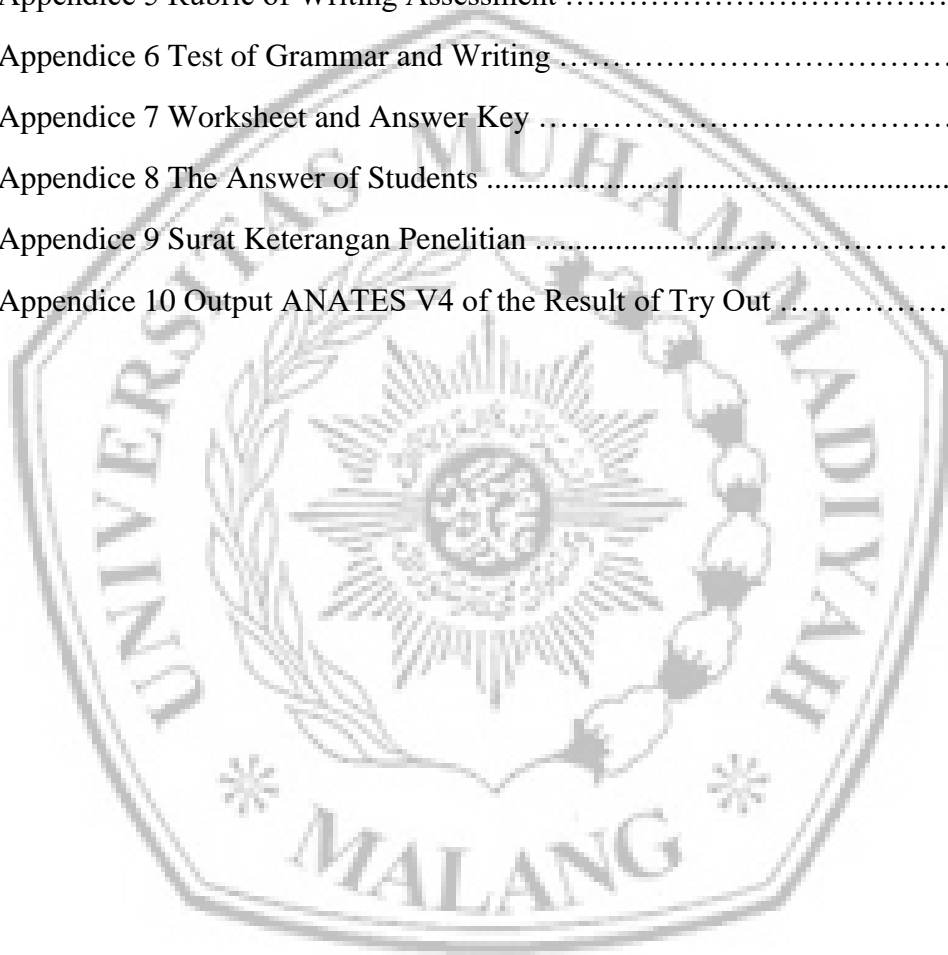 Appendice 5 Rubric of Writing Assessment ……………………………………
Appendice 6 Test of Grammar and Writing ……………………………………
Appendice 7 Worksheet and Answer Key ………………………………………
Appendice 8 The Answer of Students ..........................................................................
Appendice 9 Surat Keterangan Penelitian ..............................……………………
Appendice 10 Output ANATES V4 of the Result of Try Out ………………
UNIVERSITAS MUHAMMADIYAH
MALANG